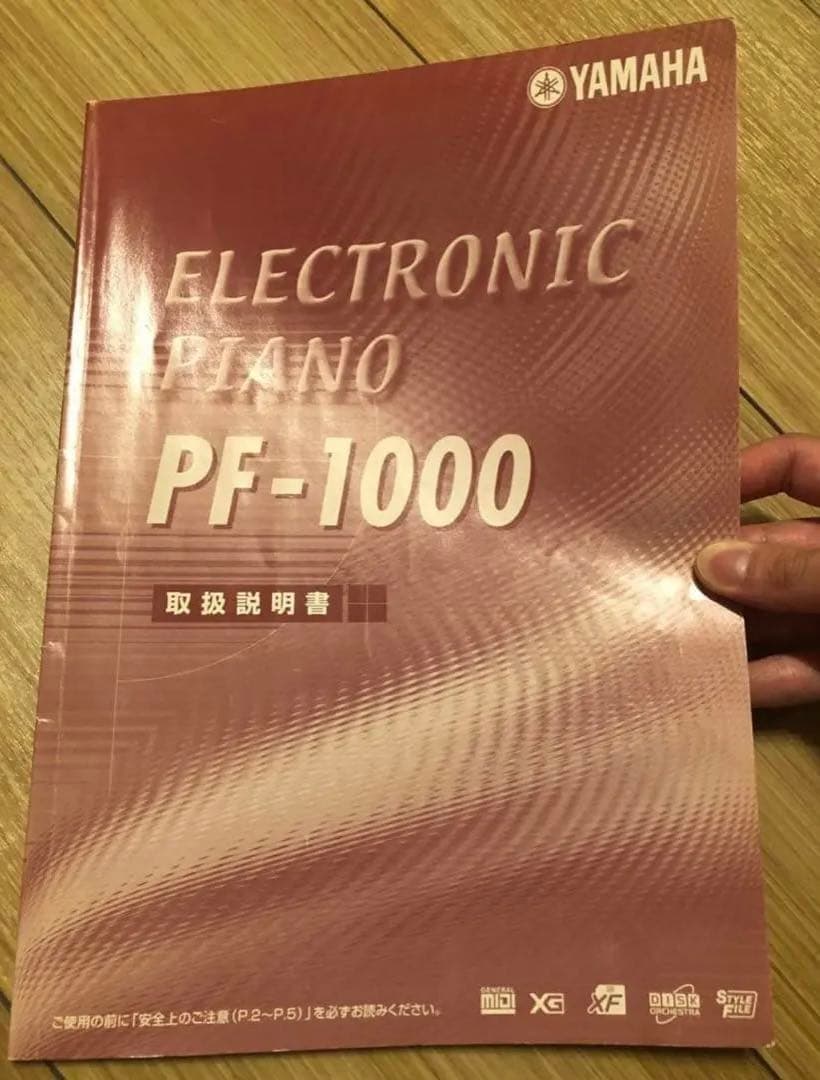 YAMAHA
ELECTRONIC
PIANO
PF-1000
取扱説明書
ご使用の前に「安全上のご注意（P.2〜P.5）」を必ずお読みください。
GENERAL
MIDI
XG
XF
DISK
ORCHESTRA
STYLE
FILE